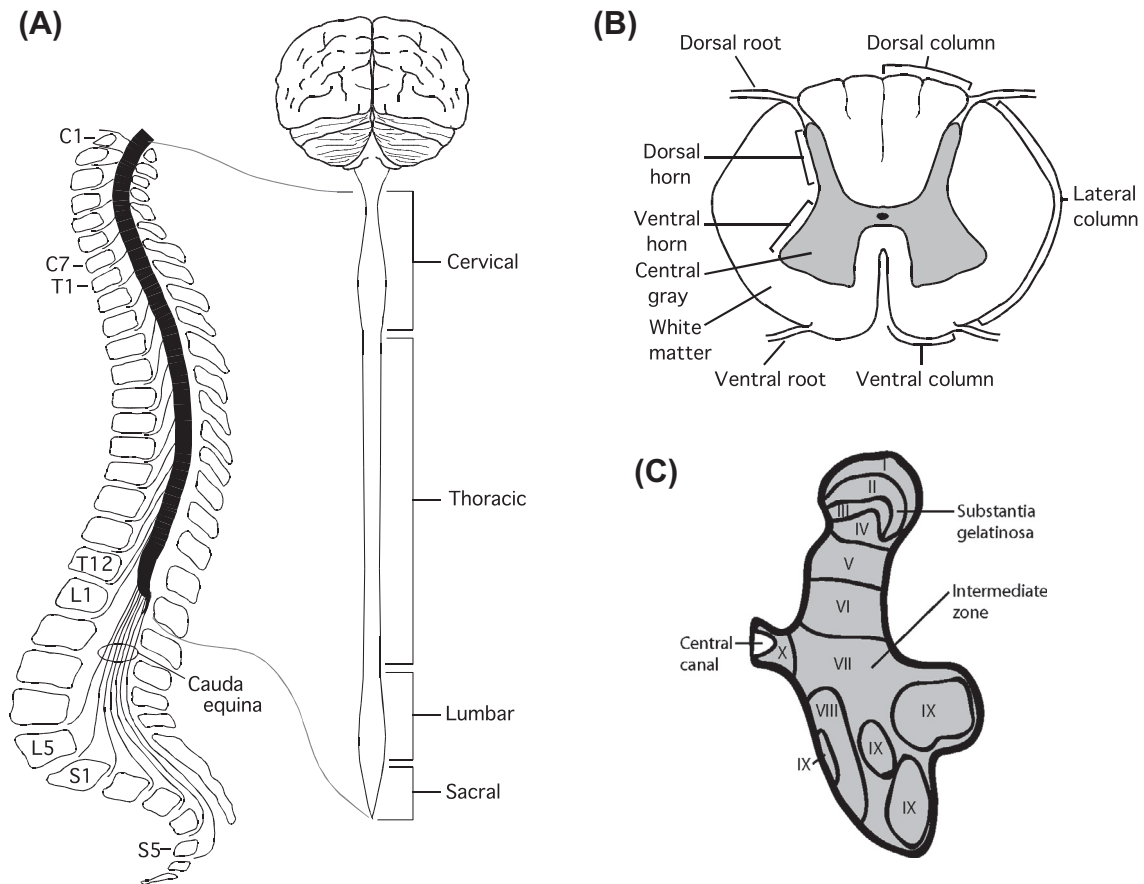 (A)
C1
C7
T1
T12
L1
L5
S1
S5
Cauda
equina
Cervical
Thoracic
Lumbar
Sacral
(B)
Dorsal root
Dorsal column
Dorsal
horn
Ventral
horn
Central
gray
White
matter
Lateral
column
Ventral root
Ventral column
(C)
I
II
III
IV
V
VI
VII
VIII
IX
IX
IX
IX
X
Substantia
gelatinosa
Intermediate
zone
Central
canal